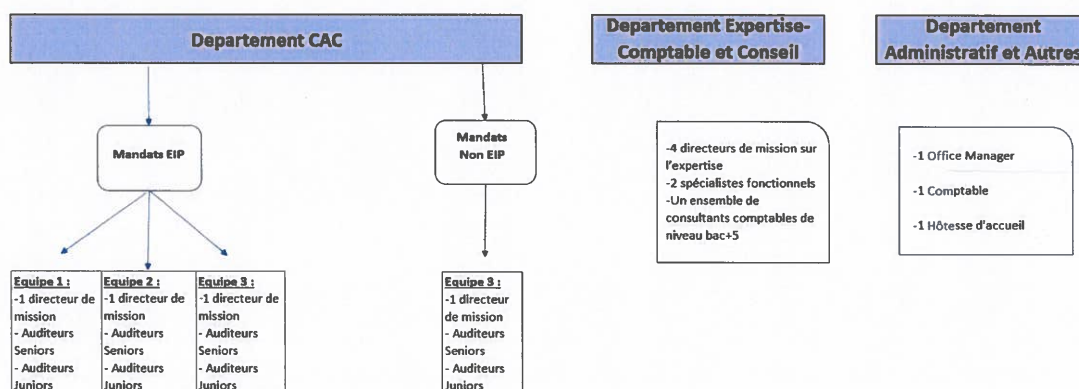 Departement CAC
Departement Expertise-
Comptable et Conseil
Departement
Administratif et Autres
Mandats EIP
Mandats
Non EIP
-4 directeurs de mission sur
l'expertise
-2 spécialistes fonctionnels
-Un ensemble de
consultants comptables de
niveau bac+5
-1 Office Manager
-1 Comptable
-1 Hôtesse d'accueil
Equipe 1 :
-1 directeur de
mission
- Auditeurs
Seniors
- Auditeurs
Juniors
Equipe 2 :
-1 directeur de
mission
- Auditeurs
Seniors
- Auditeurs
Juniors
Equipe 3 :
-1 directeur de
mission
- Auditeurs
Seniors
- Auditeurs
Juniors
Equipe 3 :
-1 directeur
de mission
- Auditeurs
Seniors
- Auditeurs
Juniors